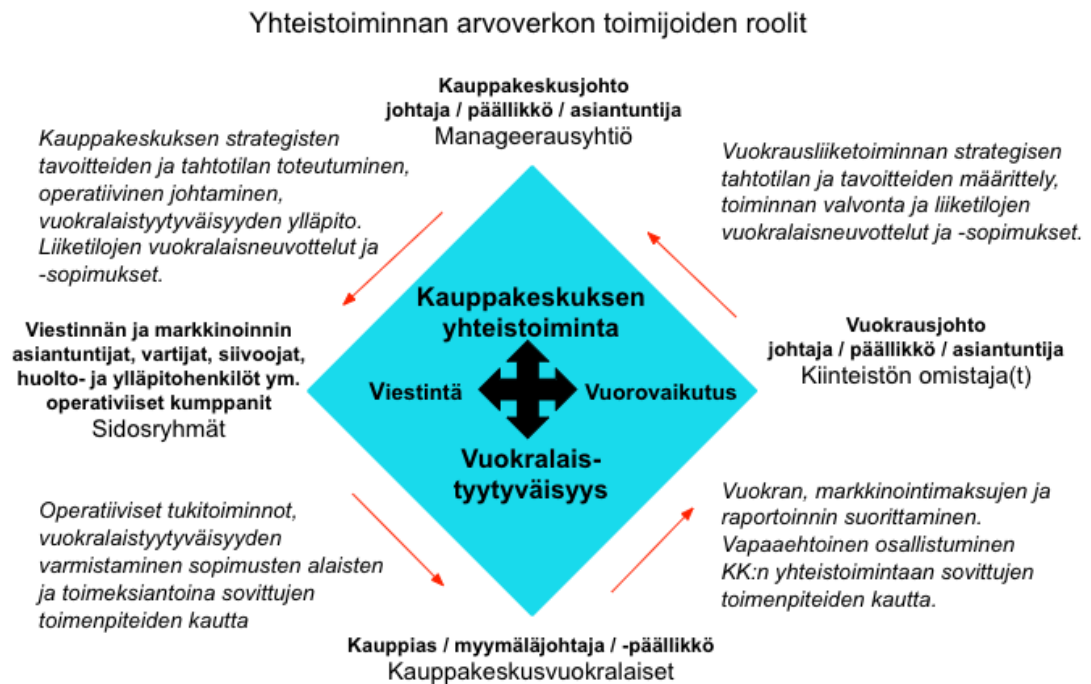 Yhteistoiminnan arvoverkon toimijoiden roolit
Kauppakeskusjohto
johtaja / päällikkö / asiantuntija
Manageerausyhtiö
Kauppakeskuksen strategisten
tavoitteiden ja tahtotilan toteutuminen,
operatiivinen johtaminen,
vuokralaistyytyväisyyden ylläpito.
Liiketilojen vuokralaisneuvottelut ja
-sopimukset.
Vuokrausliiketoiminnan strategisen
tahtotilan ja tavoitteiden määrittely,
toiminnan valvonta ja liiketilojen
vuokralaisneuvottelut ja -sopimukset.
Kauppakeskuksen
yhteistoiminta
Viestintä
Vuorovaikutus
Vuokralais-
tyytyväisyys
Viestinnän ja markkinoinnin
asiantuntijat, vartijat, siivoojat,
huolto- ja ylläpitohenkilöt ym.
operativiiset kumppanit
Sidosryhmät
Vuokrausjohto
johtaja / päällikkö / asiantuntija
Kiinteistön omistaja(t)
Operatiiviset tukitoiminnot,
vuokralaistyytyväisyyden
varmistaminen sopimusten alaisten
ja toimeksiantoina sovittujen
toimenpiteiden kautta
Vuokran, markkinointimaksujen ja
raportoinnin suorittaminen.
Vapaaehtoinen osallistuminen
KK:n yhteistoimintaan sovittujen
toimenpiteiden kautta.
Kauppias / myymäläjohtaja / -päällikkö
Kauppakeskusvuokralaiset